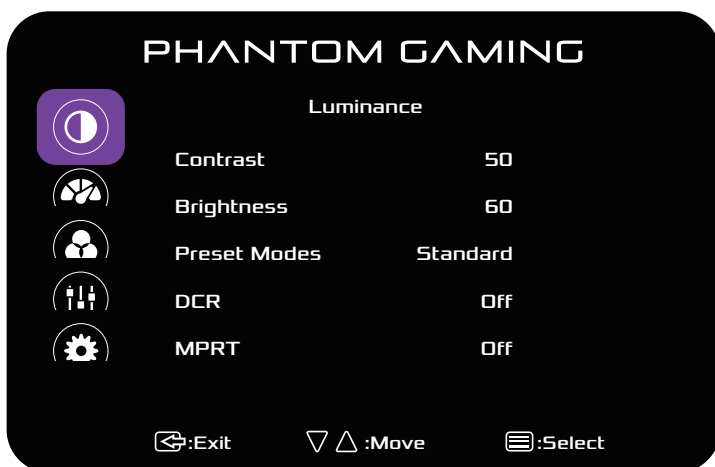 PHANTOM GAMING
Luminance
Contrast 50
Brightness 60
Preset Modes Standard
DCR Off
MPRT Off
:Exit ▽ △ :Move :Select